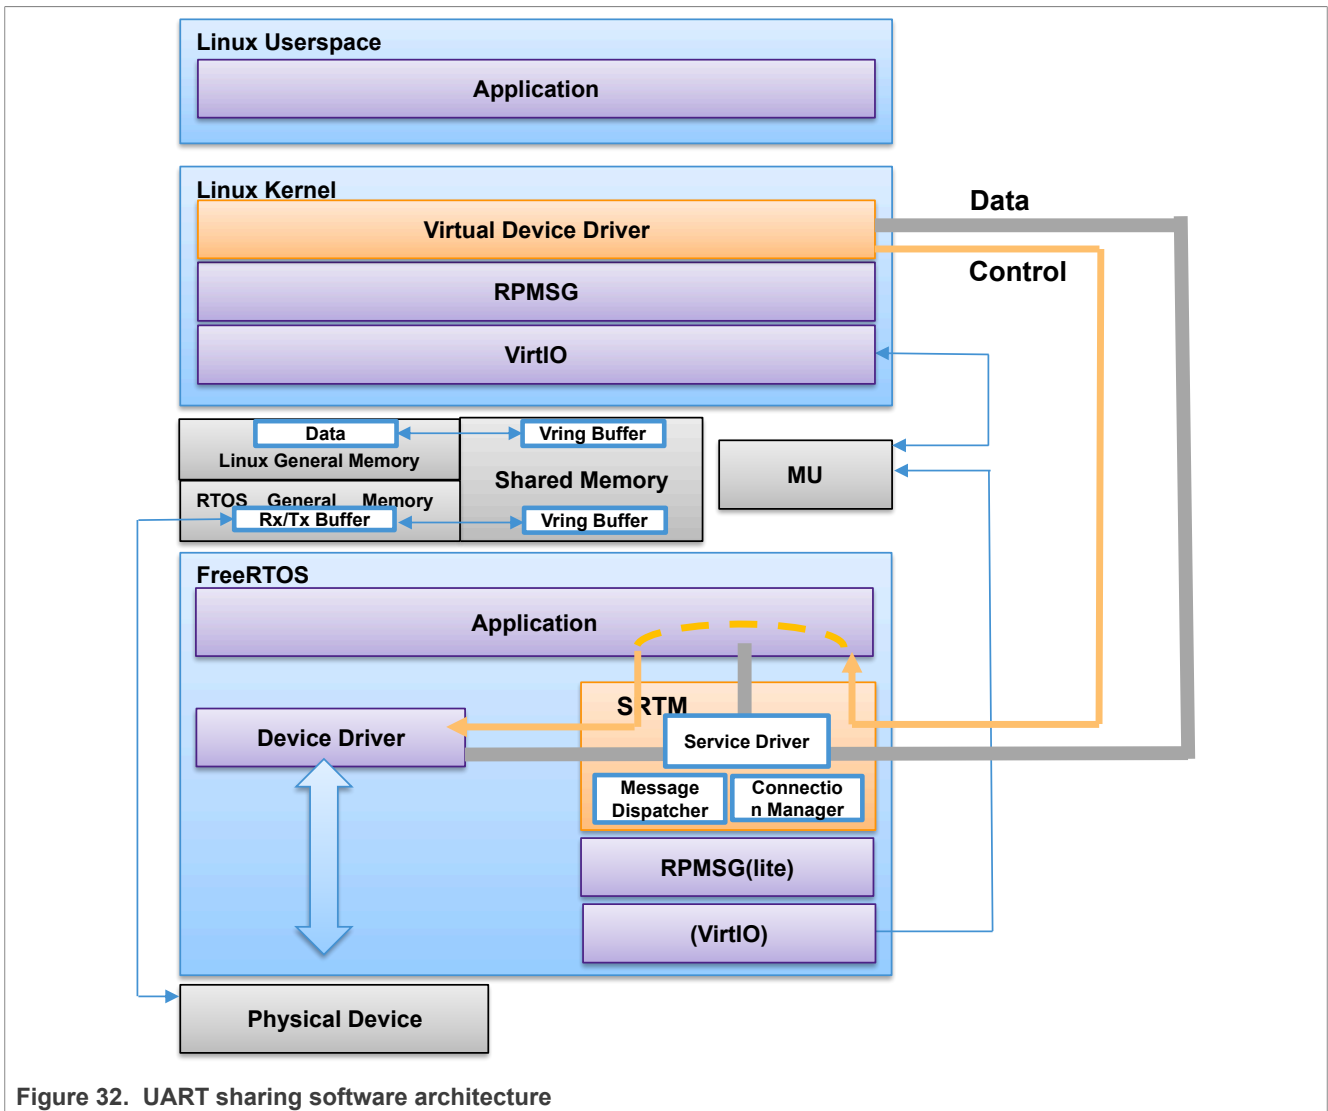 Linux Userspace
Application
Linux Kernel
Virtual Device Driver
RPMSG
VirtIO
Data
Control
Data
Linux General Memory
Vring Buffer
Shared Memory
RTOS General Memory
Rx/Tx Buffer
Vring Buffer
MU
FreeRTOS
Application
SRTM
Service Driver
Device Driver
Message
Dispatcher
Connectio
n Manager
RPMSG(lite)
(VirtIO)
Physical Device
Figure 32. UART sharing software architecture